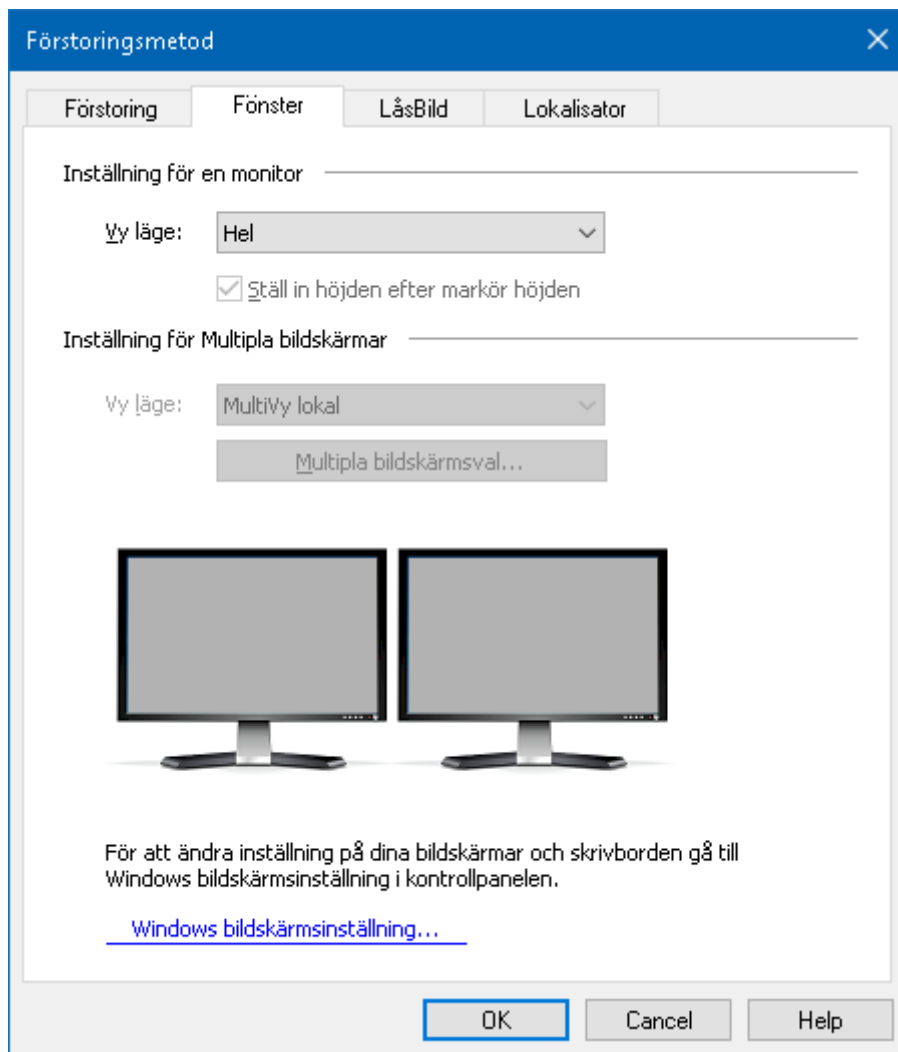 Förstoringsmetod
Förstoring Fönster LåsBild Lokalisator
Inställning för en monitor
Vy läge: Hel
Ställ in höjden efter markör höjden
Inställning för Multipla bildskärmar
Vy läge: MultiVy lokal
Multipla bildskärmsval...
För att ändra inställning på dina bildskärmar och skrivborden gå till
Windows bildskärmsinställning i kontrollpanelen.
Windows bildskärmsinställning...
OK Cancel Help